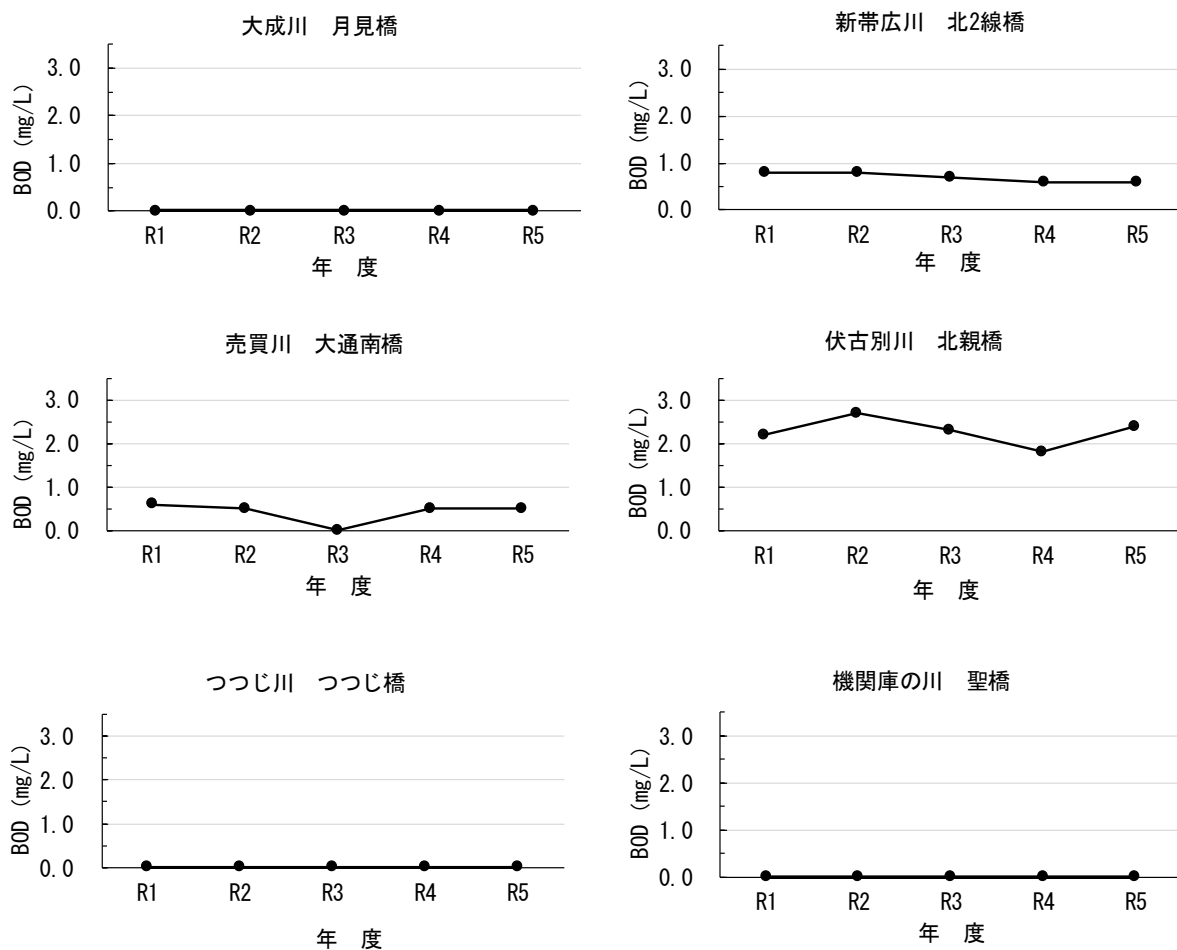 大成川　月見橋
3.0
2.0
1.0
0.0
BOD (mg/L)
R1 R2 R3 R4 R5
年　度
新帯広川　北2線橋
3.0
2.0
1.0
0.0
BOD (mg/L)
R1 R2 R3 R4 R5
年　度
売買川　大通南橋
3.0
2.0
1.0
0.0
BOD (mg/L)
R1 R2 R3 R4 R5
年　度
伏古別川　北親橋
3.0
2.0
1.0
0.0
BOD (mg/L)
R1 R2 R3 R4 R5
年　度
つつじ川　つつじ橋
3.0
2.0
1.0
0.0
BOD (mg/L)
R1 R2 R3 R4 R5
年　度
機関庫の川　聖橋
3.0
2.0
1.0
0.0
BOD (mg/L)
R1 R2 R3 R4 R5
年　度